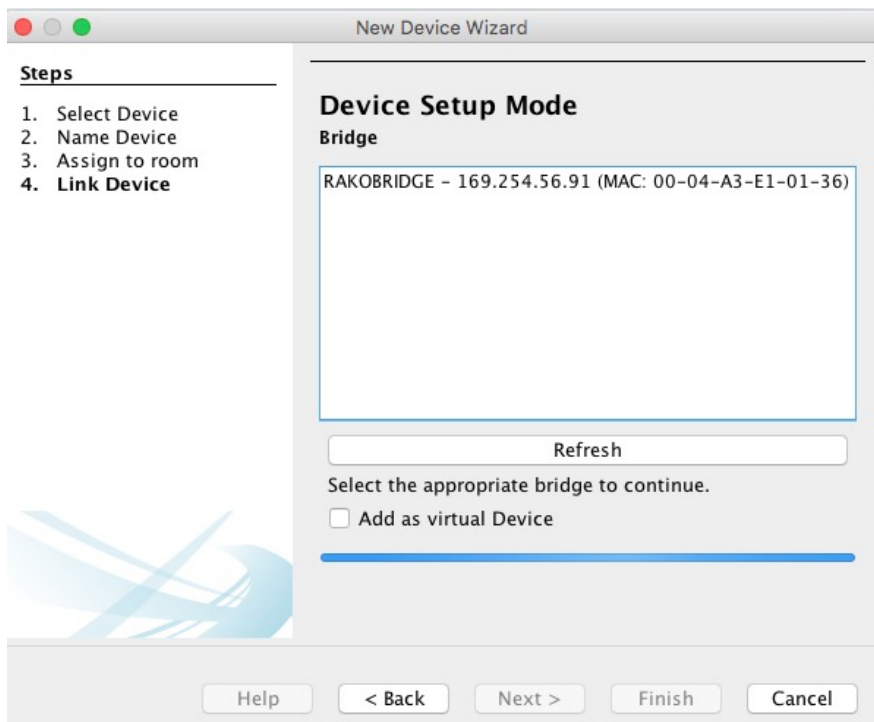 New Device Wizard
Steps
1. Select Device
2. Name Device
3. Assign to room
4. Link Device
Device Setup Mode
Bridge
RAKOBRIDGE - 169.254.56.91 (MAC: 00-04-A3-E1-01-36)
Refresh
Select the appropriate bridge to continue.
Add as virtual Device
Help
< Back
Next >
Finish
Cancel